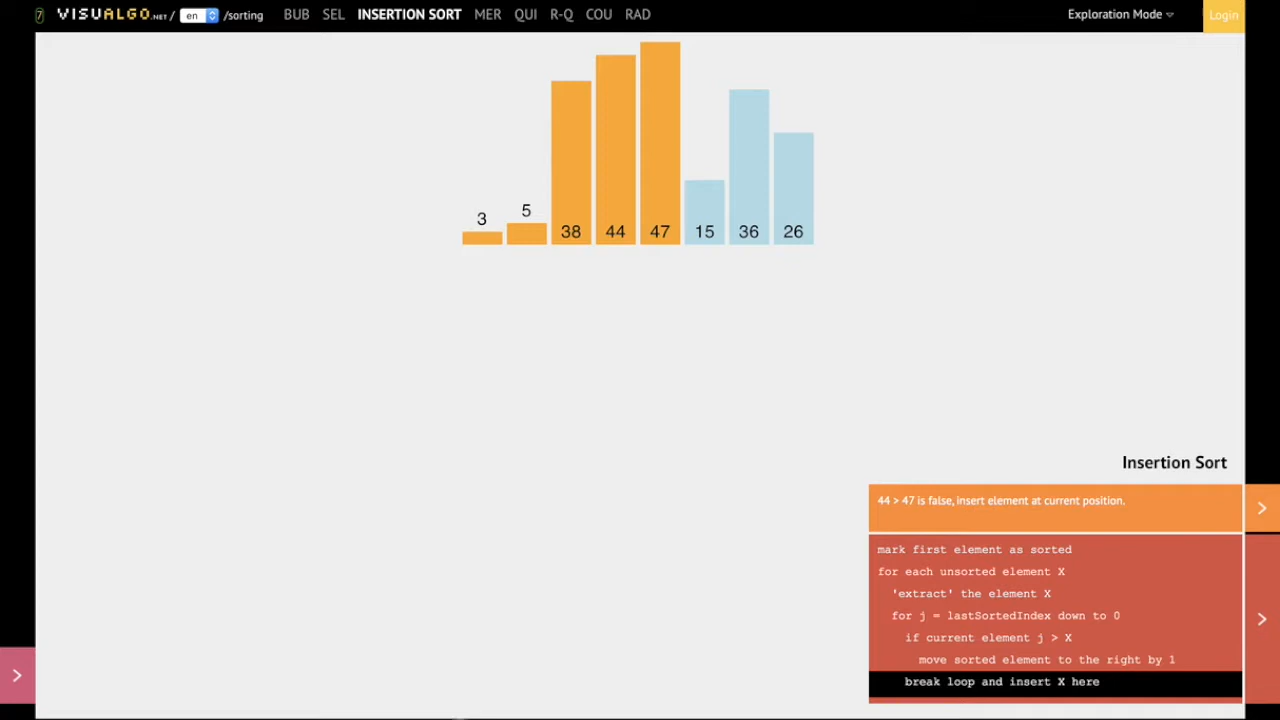 7 VISUALGO.NET / en /sorting BUB SEL INSERTION SORT MER QUI R-Q COU RAD Exploration Mode Login
3 5 38 44 47 15 36 26
Insertion Sort
44 > 47 is false, insert element at current position.
mark first element as sorted
for each unsorted element X
'extract' the element X
for j = lastSortedIndex down to 0
if current element j > X
move sorted element to the right by 1
break loop and insert X here